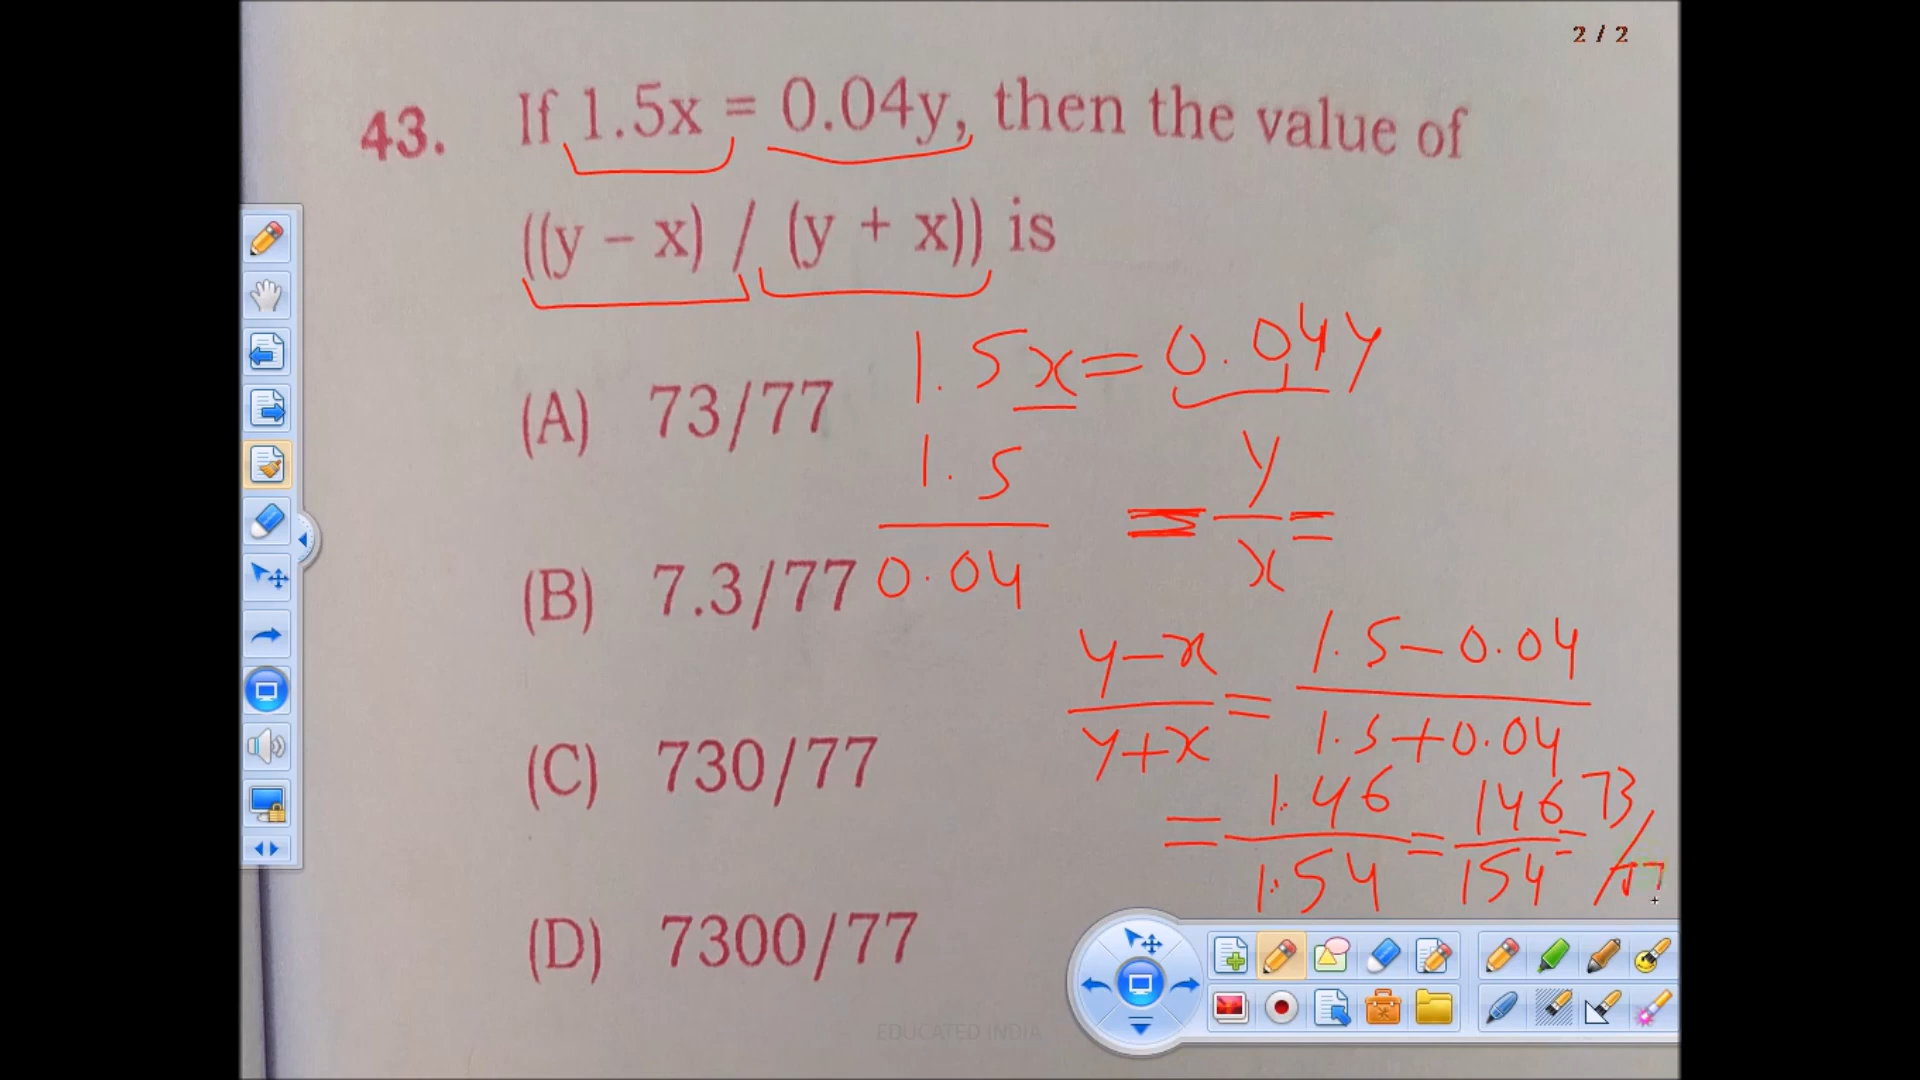 2 / 2
43. If 1.5x = 0.04y, then the value of
((y – x) / (y + x)) is
1.5x = 0.04y
(A) 73/77
1.5
0.04
= y/x =
(B) 7.3/77
y-x/y+x = 1.5-0.04/1.5+0.04
(C) 730/77
= 1.46/1.54 = 146/154 = 73/77
(D) 7300/77
EDUCATED INDIA